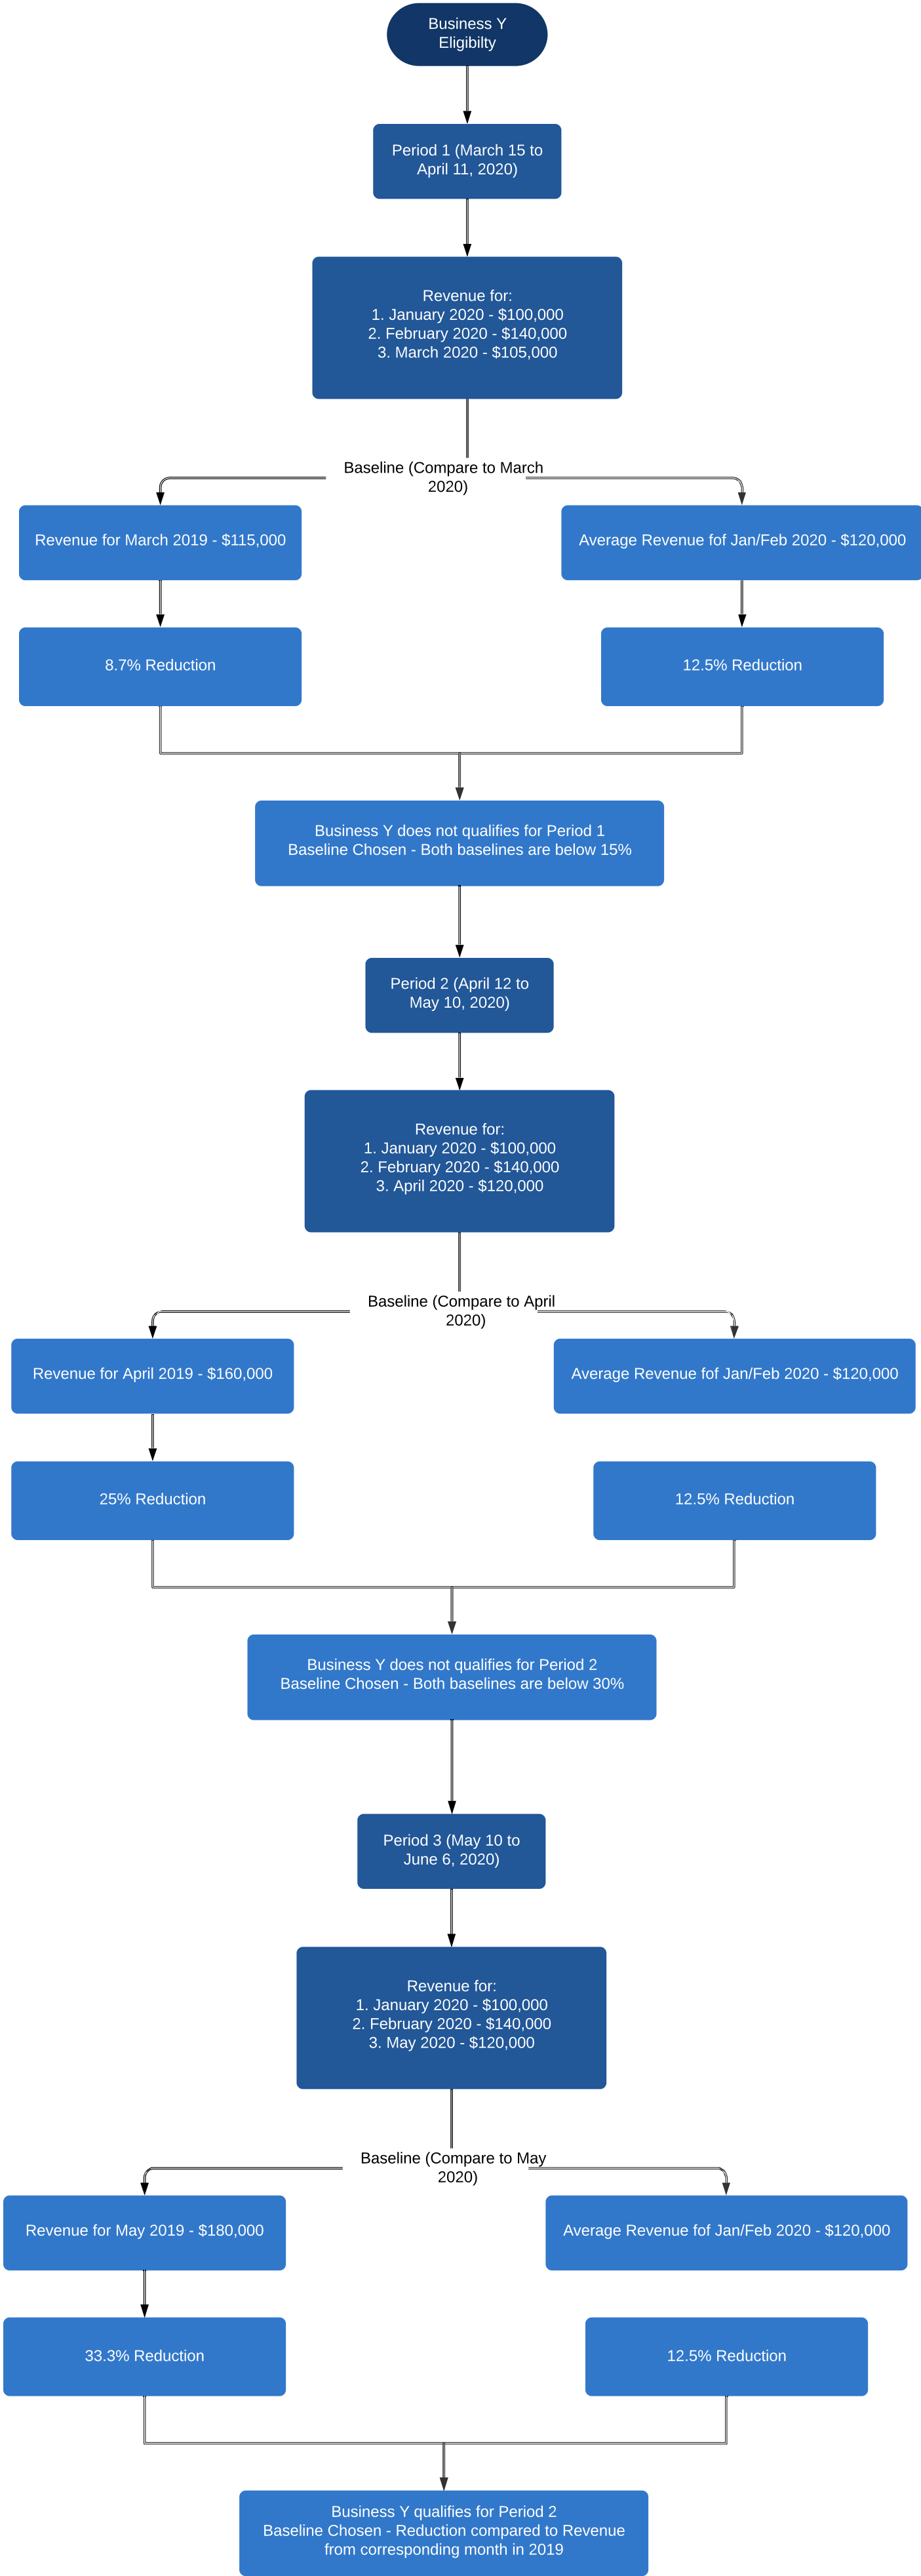 Business Y
Eligibilty
Period 1 (March 15 to
April 11, 2020)
Revenue for:
1. January 2020 - $100,000
2. February 2020 - $140,000
3. March 2020 - $105,000
Baseline (Compare to March
2020)
Revenue for March 2019 - $115,000
Average Revenue fof Jan/Feb 2020 - $120,000
8.7% Reduction
12.5% Reduction
Business Y does not qualifies for Period 1
Baseline Chosen - Both baselines are below 15%
Period 2 (April 12 to
May 10, 2020)
Revenue for:
1. January 2020 - $100,000
2. February 2020 - $140,000
3. April 2020 - $120,000
Baseline (Compare to April
2020)
Revenue for April 2019 - $160,000
Average Revenue fof Jan/Feb 2020 - $120,000
25% Reduction
12.5% Reduction
Business Y does not qualifies for Period 2
Baseline Chosen - Both baselines are below 30%
Period 3 (May 10 to
June 6, 2020)
Revenue for:
1. January 2020 - $100,000
2. February 2020 - $140,000
3. May 2020 - $120,000
Baseline (Compare to May
2020)
Revenue for May 2019 - $180,000
Average Revenue fof Jan/Feb 2020 - $120,000
33.3% Reduction
12.5% Reduction
Business Y qualifies for Period 2
Baseline Chosen - Reduction compared to Revenue
from corresponding month in 2019